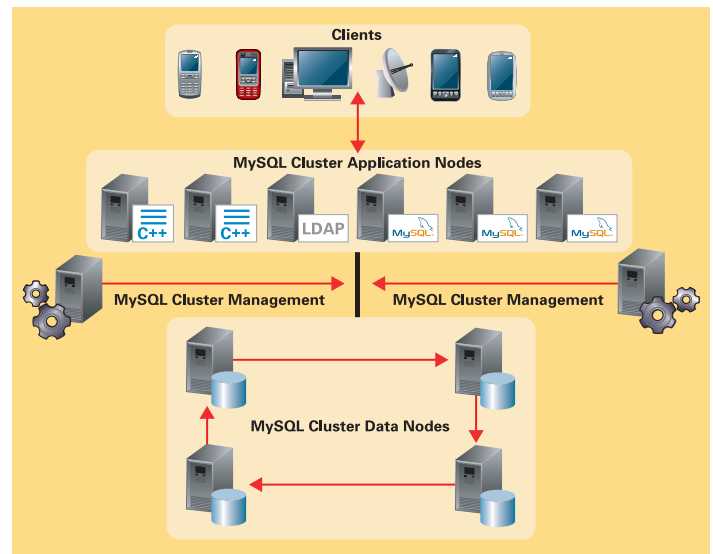 Clients
MySQL Cluster Application Nodes
C++
C++
LDAP
MySQL
MySQL
MySQL
MySQL Cluster Management
MySQL Cluster Management
MySQL Cluster Data Nodes